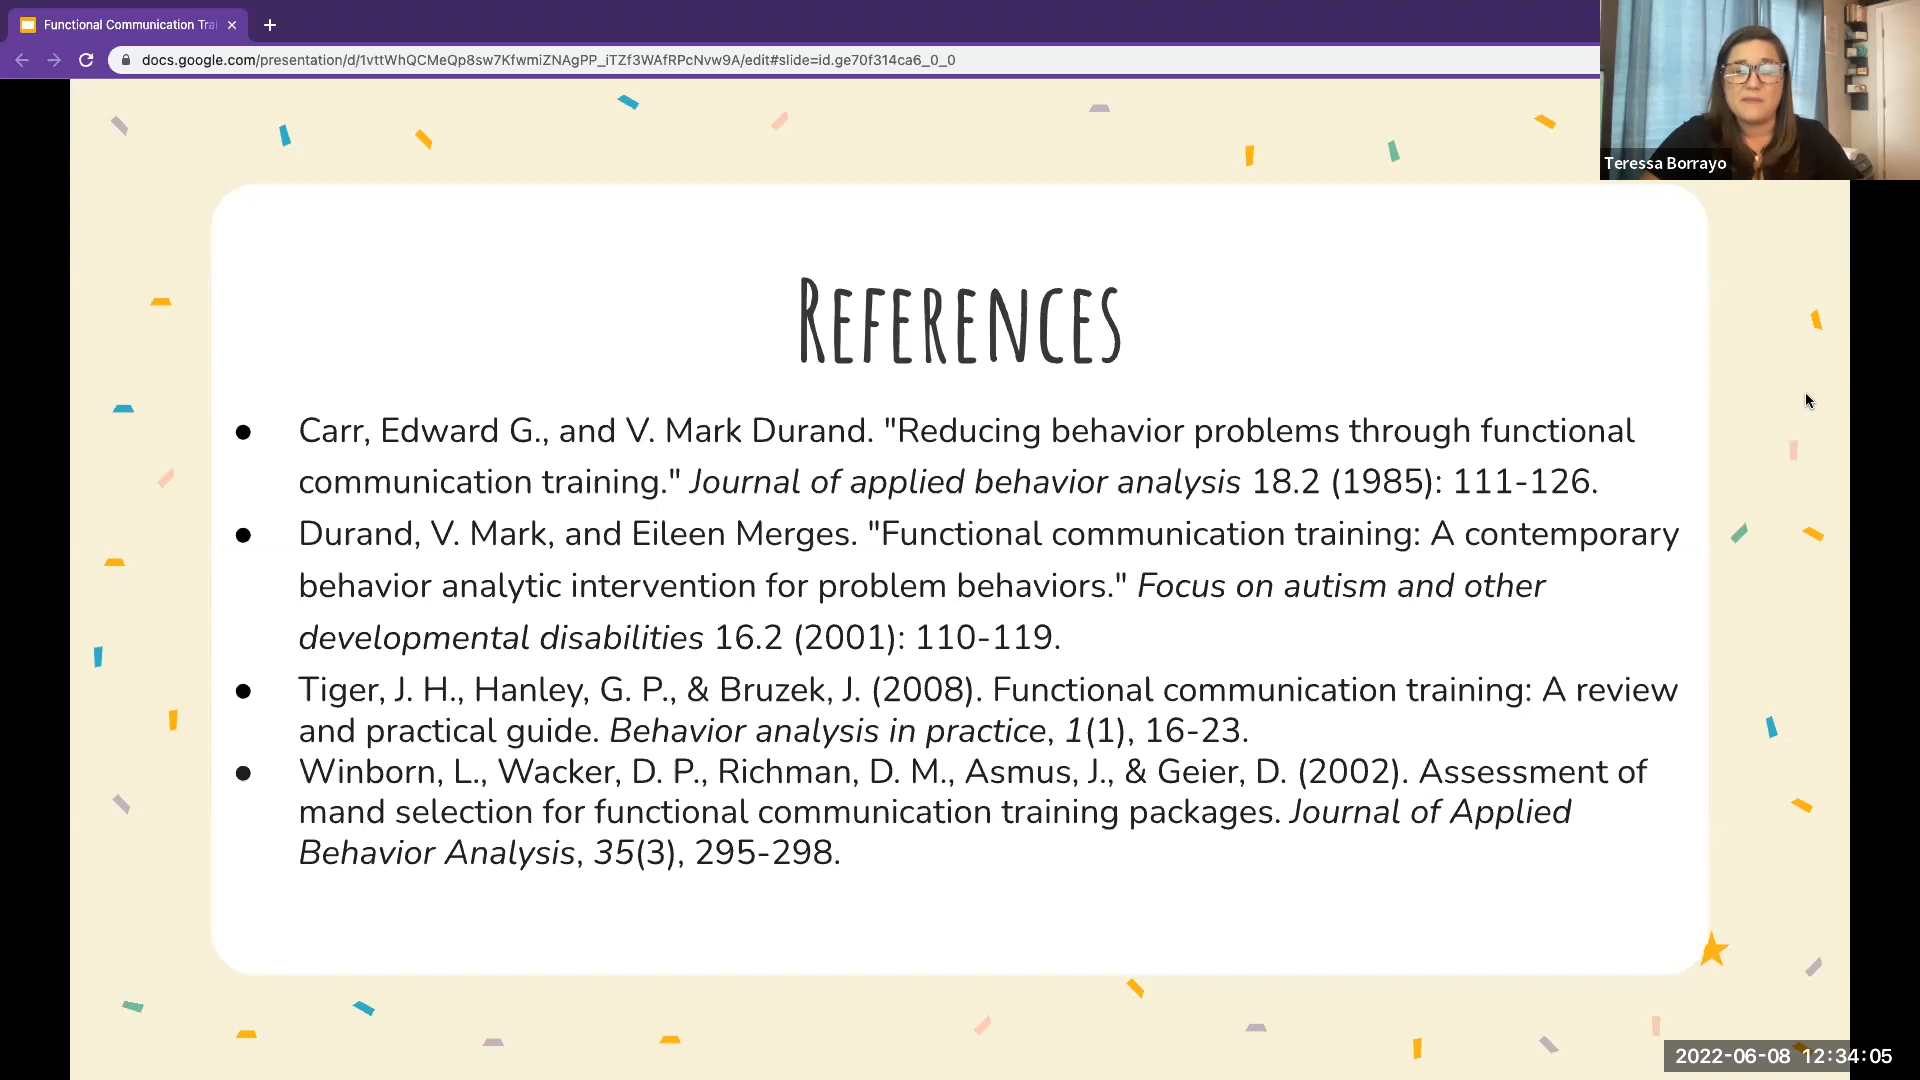 Functional Communication Trai
docs.google.com/presentation/d/1vttWhQCMeQp8sw7KfwmiZNAgPP_iTZf3WAfRPcNvw9A/edit#slide=id.ge70f314ca6_0_0
Teressa Borrayo
REFERENCES
● Carr, Edward G., and V. Mark Durand. "Reducing behavior problems through functional
communication training." Journal of applied behavior analysis 18.2 (1985): 111-126.
● Durand, V. Mark, and Eileen Merges. "Functional communication training: A contemporary
behavior analytic intervention for problem behaviors." Focus on autism and other
developmental disabilities 16.2 (2001): 110-119.
● Tiger, J. H., Hanley, G. P., & Bruzek, J. (2008). Functional communication training: A review
and practical guide. Behavior analysis in practice, 1(1), 16-23.
● Winborn, L., Wacker, D. P., Richman, D. M., Asmus, J., & Geier, D. (2002). Assessment of
mand selection for functional communication training packages. Journal of Applied
Behavior Analysis, 35(3), 295-298.
2022-06-08 12:34:05